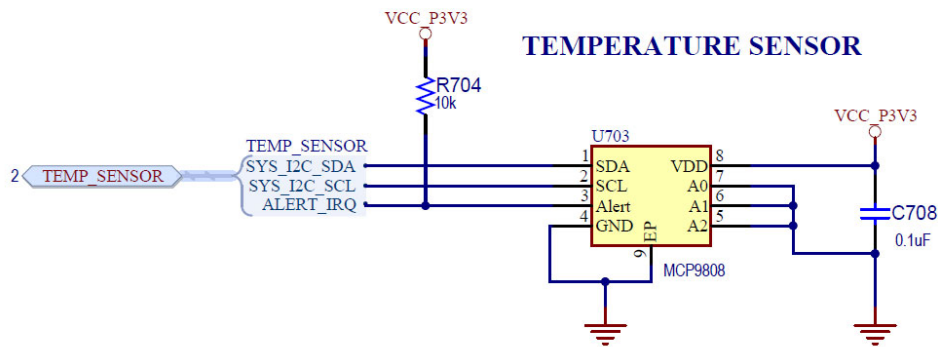 VCC_P3V3
TEMPERATURE SENSOR
R704
10k
VCC_P3V3
U703
TEMP_SENSOR
2 TEMP_SENSOR
SYS_I2C_SDA 1 SDA VDD 8
SYS_I2C_SCL 2 SCL A0 7
ALERT_IRQ 3 Alert A1 6
4 GND A2 5
EP
9
C708
0.1uF
MCP9808